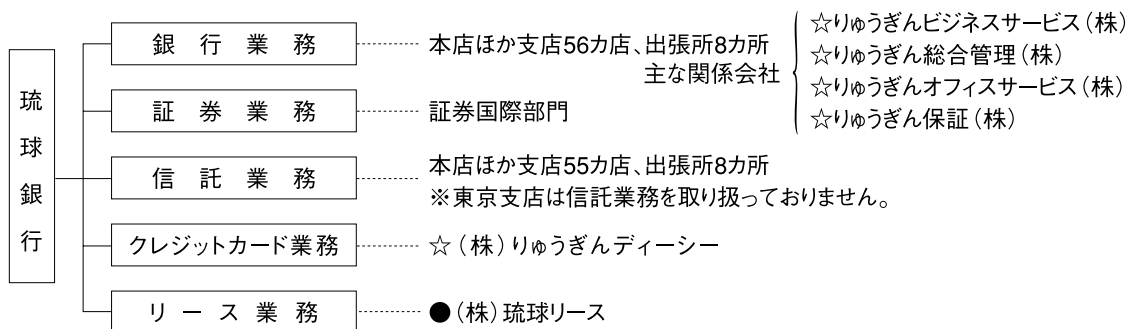 琉球銀行
銀行業務
本店ほか支店56カ店、出張所8カ所
主な関係会社
☆りゅうぎんビジネスサービス(株)
☆りゅうぎん総合管理(株)
☆りゅうぎんオフィスサービス(株)
☆りゅうぎん保証(株)
証券業務
証券国際部門
信託業務
本店ほか支店55カ店、出張所8カ所
※東京支店は信託業務を取り扱っておりません。
クレジットカード業務
☆(株)りゅうぎんディーシー
リース業務
●(株)琉球リース